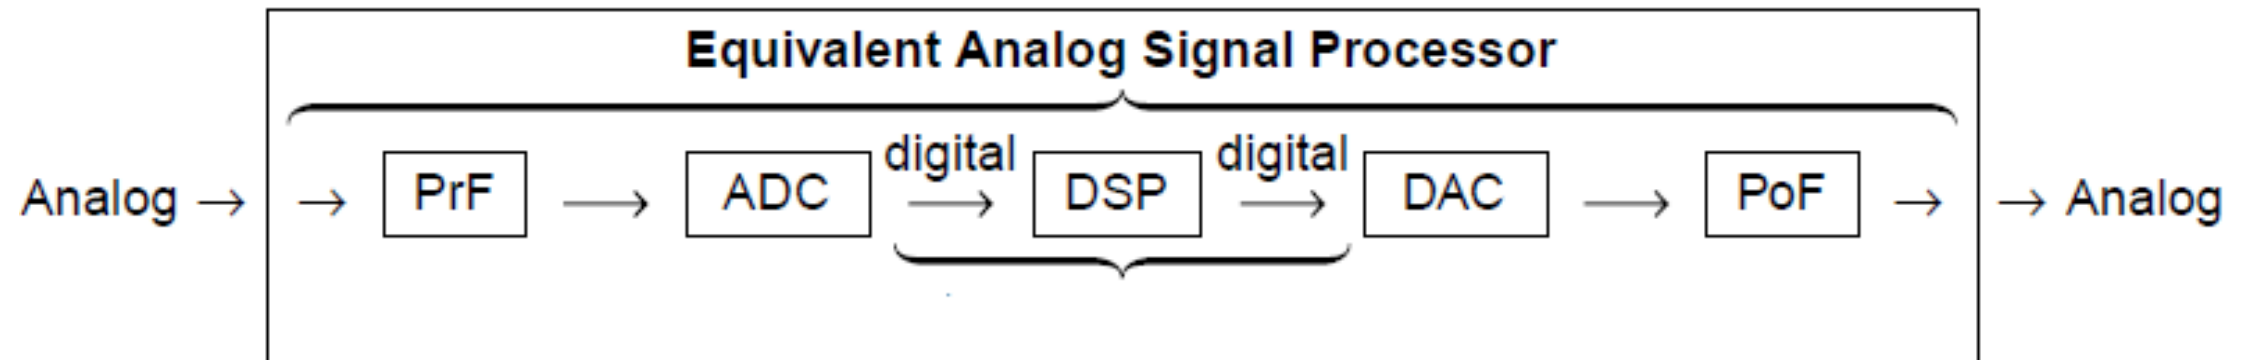 Equivalent Analog Signal Processor
digital digital
Analog → → PrF → ADC → DSP → DAC → PoF → → Analog